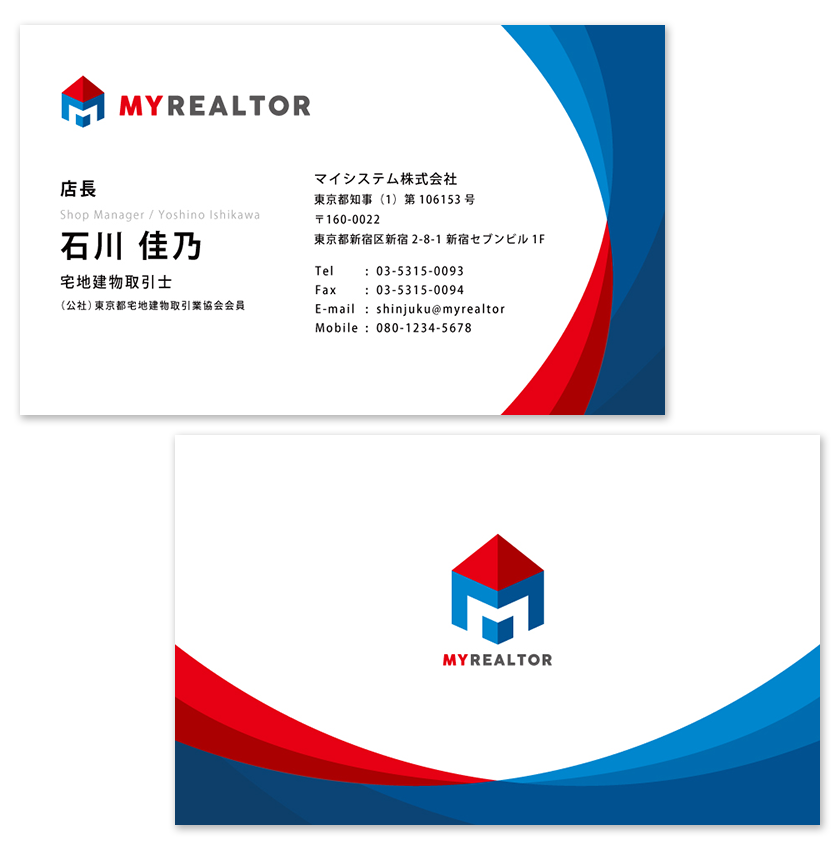 MYREALTOR
店長
Shop Manager / Yoshino Ishikawa
石川 佳乃
宅地建物取引士
（公社）東京都宅地建物取引業協会会員
マイシステム株式会社
東京都知事（1）第 106153 号
〒160-0022
東京都新宿区新宿 2-8-1 新宿セブンビル 1F
Tel : 03-5315-0093
Fax : 03-5315-0094
E-mail : shinjuku@myrealtor
Mobile : 080-1234-5678
MYREALTOR